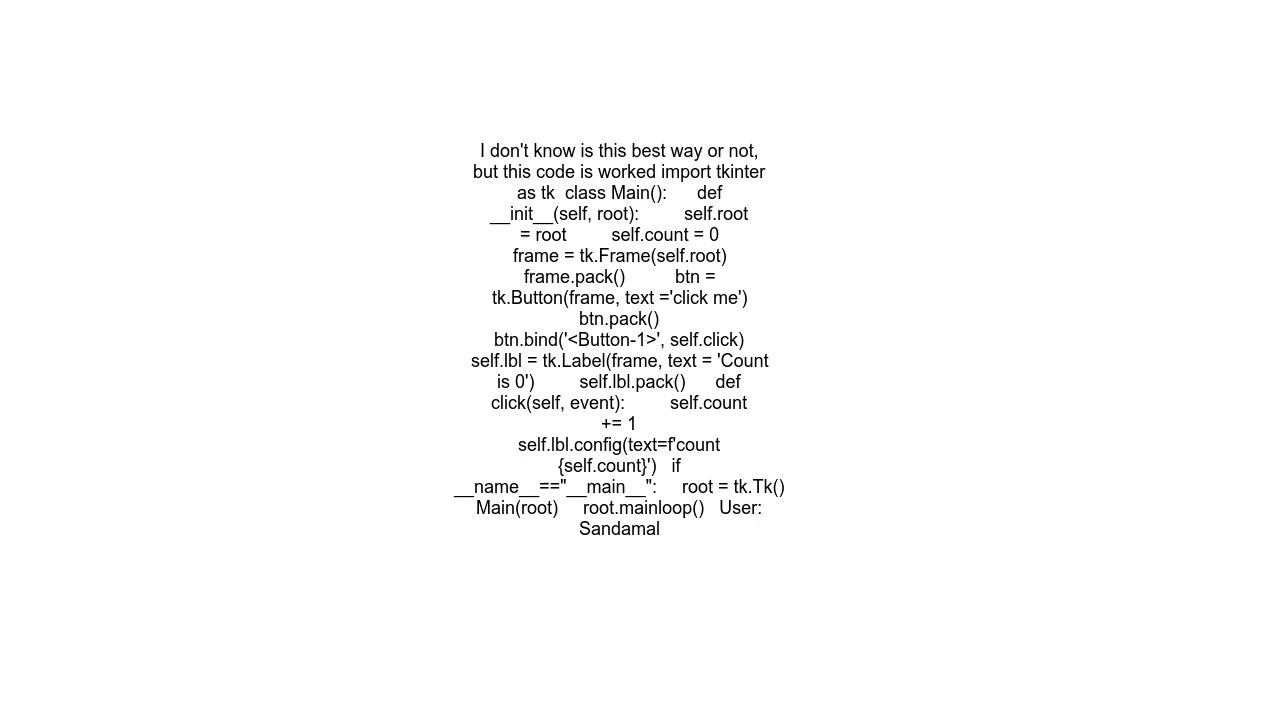 I don't know is this best way or not,
but this code is worked import tkinter
as tk  class Main():      def
__init__(self, root):         self.root
= root         self.count = 0
frame = tk.Frame(self.root)
frame.pack()          btn =
tk.Button(frame, text ='click me')
btn.pack()
btn.bind('<Button-1>', self.click)
self.lbl = tk.Label(frame, text = 'Count
is 0')         self.lbl.pack()      def
click(self, event):         self.count
+= 1
self.lbl.config(text=f'count
{self.count}')   if
__name__=="__main__":     root = tk.Tk()
Main(root)     root.mainloop()   User:
Sandamal